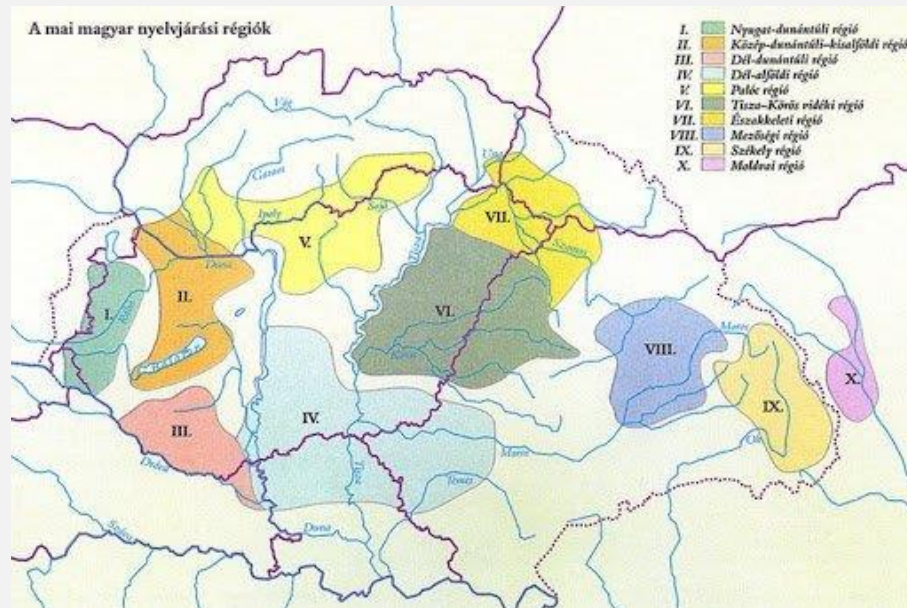 A mai magyar nyelvjárási régiók
I. Nyugat-dunántúli régió
II. Közép-dunántúli–kisalföldi régió
III. Dél-dunántúli régió
IV. Dél-alföldi régió
V. Palóc régió
VI. Tisza–Körös vidéki régió
VII. Északkeleti régió
VIII. Mezőségi régió
IX. Székely régió
X. Moldvai régió
Vág
Garam
Ung
Ipoly
Sajó
V.
VII.
Szamos
Tisza
Duna
I.
Rába
II.
VI.
VIII.
Maros
X.
IX.
III.
IV.
Dráva
Maros
Olt
Tisza
Temes
Duna
Száva